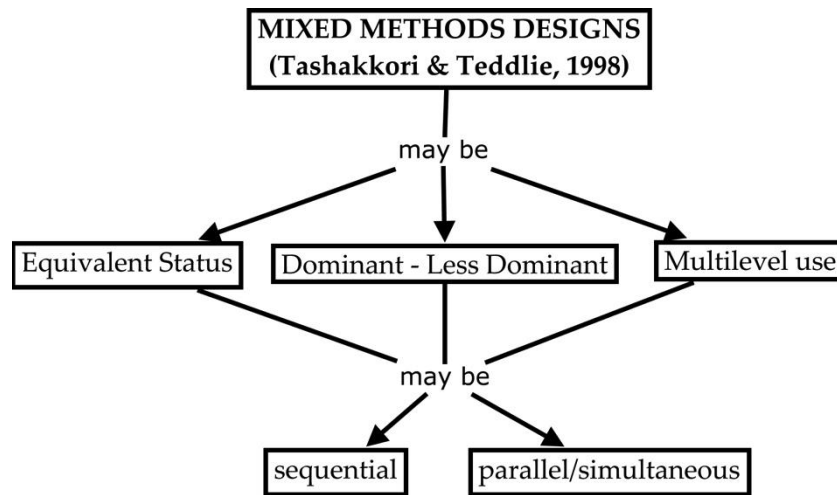 MIXED METHODS DESIGNS
(Tashakkori & Teddlie, 1998)
may be
Equivalent Status
Dominant - Less Dominant
Multilevel use
may be
sequential
parallel/simultaneous